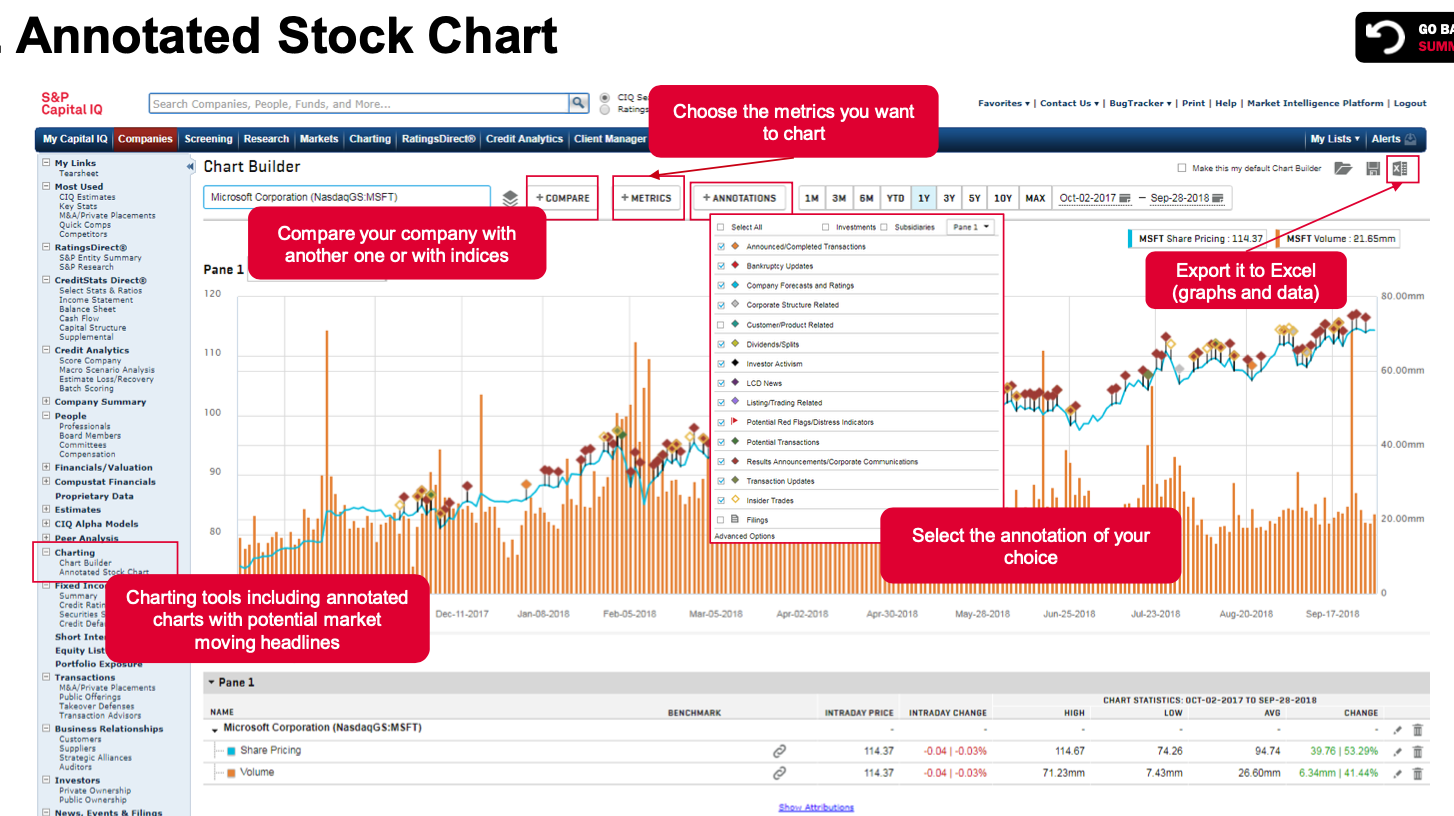 . Annotated Stock Chart
GO BA
SUMM
S&P
Capital IQ
Search Companies, People, Funds, and More...
CIQ Se
Ratings
Favorites ▾ | Contact Us ▾ | BugTracker ▾ | Print | Help | Market Intelligence Platform | Logout
Choose the metrics you want
to chart
My Capital IQ Companies Screening Research Markets Charting RatingsDirect® Credit Analytics Client Manager
My Lists ▾ Alerts
My Links
Tearsheet
Most Used
CIQ Estimates
Key Stats
M&A/Private Placements
Quick Comps
Competitors
RatingsDirect®
S&P Entity Summary
S&P Research
CreditStats Direct®
Select Stats & Ratios
Income Statement
Balance Sheet
Cash Flow
Capital Structure
Supplemental
Credit Analytics
Score Company
Macro Scenario Analysis
Estimate Loss/Recovery
Batch Scoring
Company Summary
People
Professionals
Board Members
Committees
Compensation
Financials/Valuation
Compustat Financials
Proprietary Data
Estimates
CIQ Alpha Models
Peer Analysis
Charting
Chart Builder
Annotated Stock Chart
Fixed Inco
Summary
Credit Ratin
Securities S
Credit Defa
Short Inte
Equity List
Portfolio Exposure
Transactions
M&A/Private Placements
Public Offerings
Takeover Defenses
Transaction Advisors
Business Relationships
Customers
Suppliers
Strategic Alliances
Auditors
Investors
Private Ownership
Public Ownership
News, Events & Filings
Chart Builder
Make this my default Chart Builder
Microsoft Corporation (NasdaqGS:MSFT)
+ COMPARE
+ METRICS
+ ANNOTATIONS
1M 3M 6M YTD 1Y 3Y 5Y 10Y MAX
Oct-02-2017 — Sep-28-2018
Compare your company with
another one or with indices
MSFT Share Pricing : 114.37
MSFT Volume : 21.65mm
Export it to Excel
(graphs and data)
Pane 1
Select All Investments Subsidiaries Pane 1
Announced/Completed Transactions
Bankruptcy Updates
Company Forecasts and Ratings
Corporate Structure Related
Customer/Product Related
Dividends/Splits
Investor Activism
LCD News
Listing/Trading Related
Potential Red Flags/Distress Indicators
Potential Transactions
Results Announcements/Corporate Communications
Transaction Updates
Insider Trades
Filings
Advanced Options
120
110
100
90
80
80.00mm
60.00mm
40.00mm
20.00mm
0
Select the annotation of your
choice
Charting tools including annotated
charts with potential market
moving headlines
Dec-11-2017 Jan-08-2018 Feb-05-2018 Mar-05-2018 Apr-02-2018 Apr-30-2018 May-28-2018 Jun-25-2018 Jul-23-2018 Aug-20-2018 Sep-17-2018
Pane 1
CHART STATISTICS: OCT-02-2017 TO SEP-28-2018
NAME BENCHMARK INTRADAY PRICE INTRADAY CHANGE HIGH LOW AVG CHANGE
Microsoft Corporation (NasdaqGS:MSFT) - - - - - -
Share Pricing 114.37 -0.04 | -0.03% 114.67 74.26 94.74 39.76 | 53.29%
Volume 114.37 -0.04 | -0.03% 71.23mm 7.43mm 26.60mm 6.34mm | 41.44%
Show Attributions